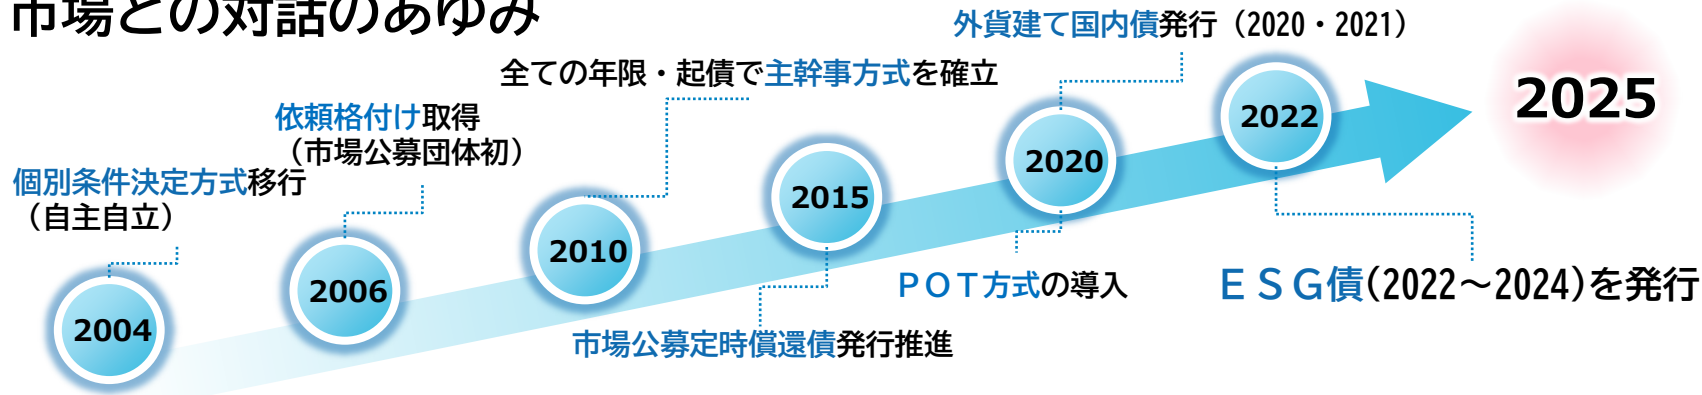 市場との対話のあゆみ
外貨建て国内債発行（2020・2021）
全ての年限・起債で主幹事方式を確立
2025
依頼格付け取得
（市場公募団体初）
2022
個別条件決定方式移行
（自主自立）
2020
2015
2010
2006
2004
ＰＯＴ方式の導入
ＥＳＧ債(2022～2024)を発行
市場公募定時償還債発行推進